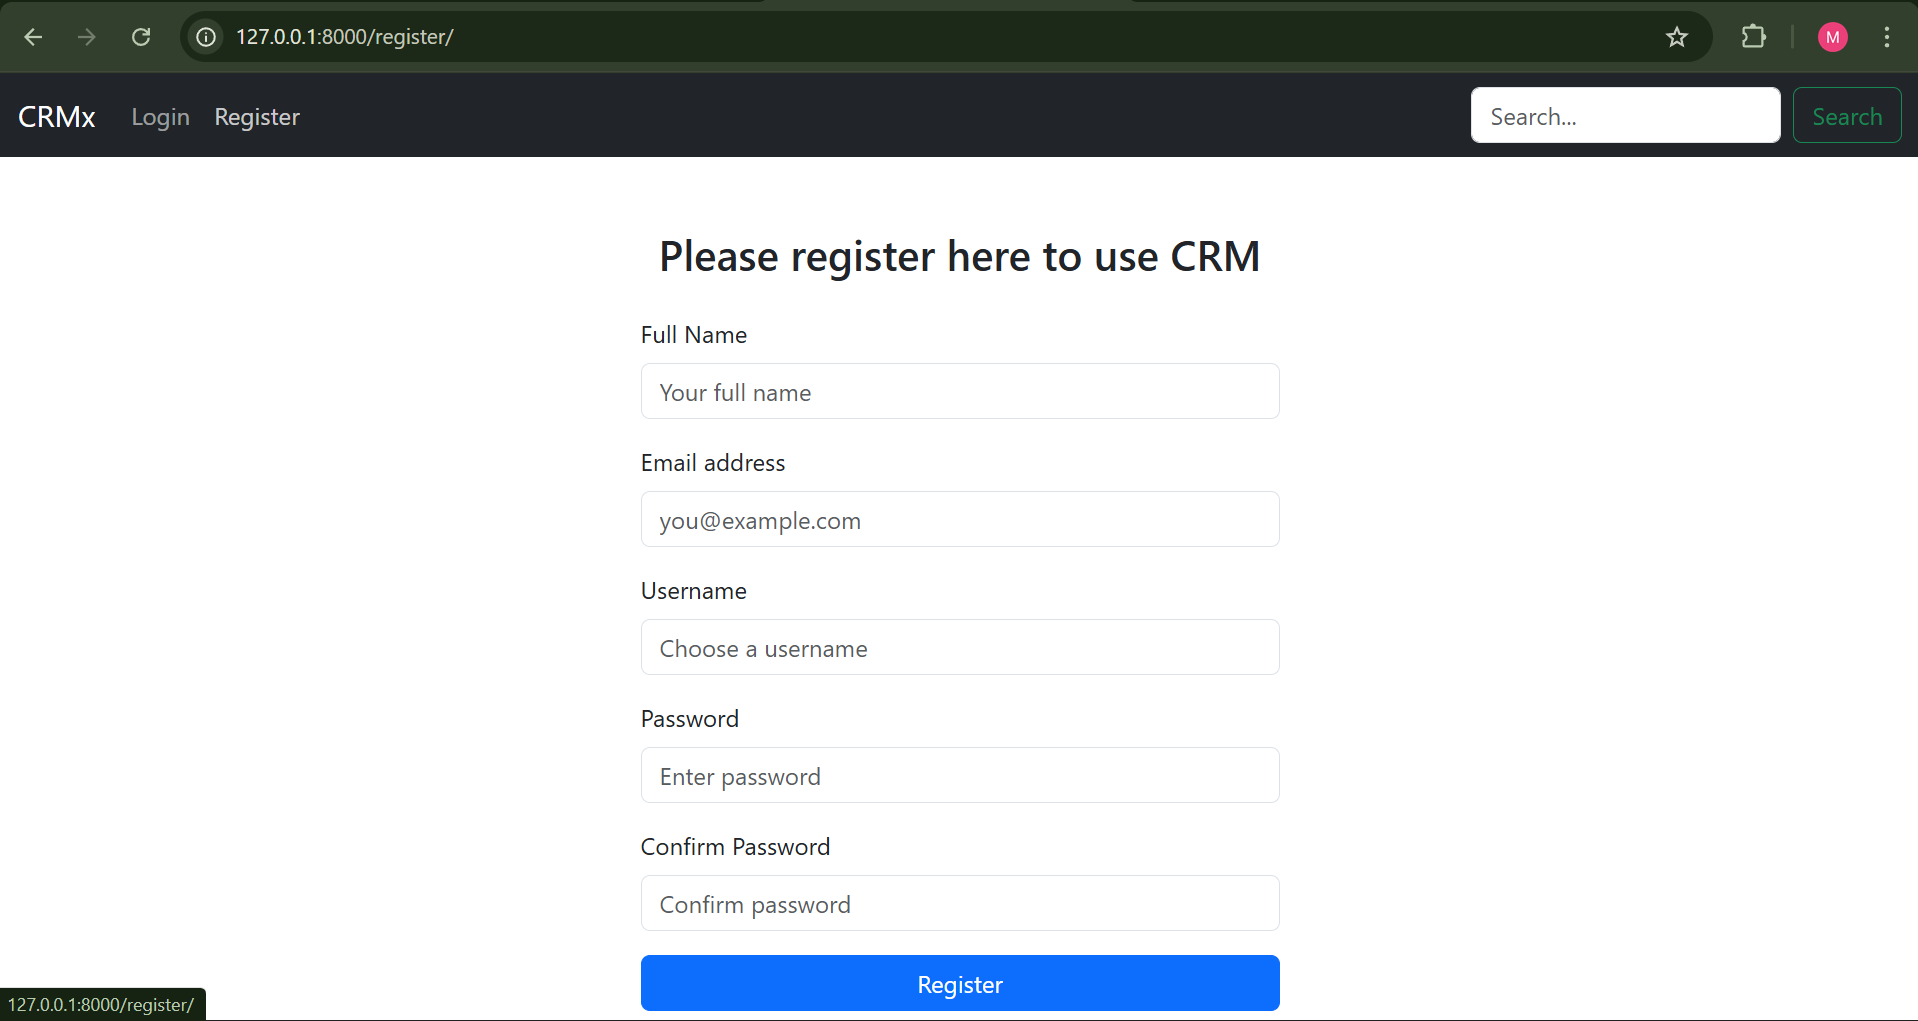 127.0.0.1:8000/register/
M
CRMx Login Register Search... Search
Please register here to use CRM
Full Name
Your full name
Email address
you@example.com
Username
Choose a username
Password
Enter password
Confirm Password
Confirm password
Register
127.0.0.1:8000/register/